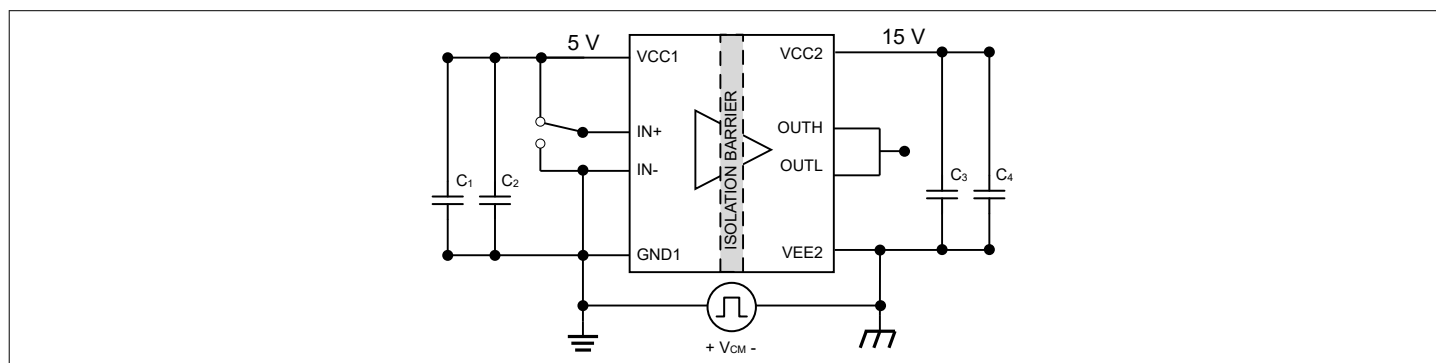 5 V
15 V
VCC1
VCC2
IN+
OUTH
IN-
OUTL
C1
C2
C3
C4
ISOLATION BARRIER
GND1
VEE2
+ VCM -